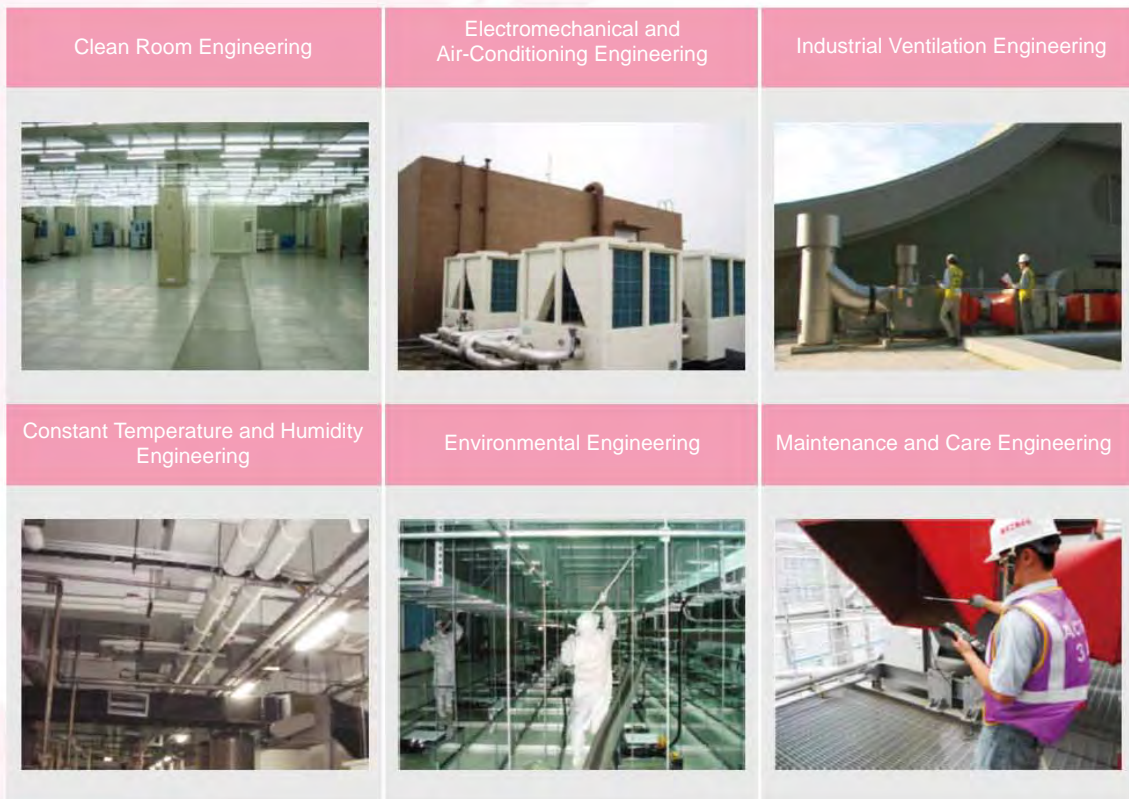 Clean Room Engineering
Electromechanical and
Air-Conditioning Engineering
Industrial Ventilation Engineering
Constant Temperature and Humidity
Engineering
Environmental Engineering
Maintenance and Care Engineering